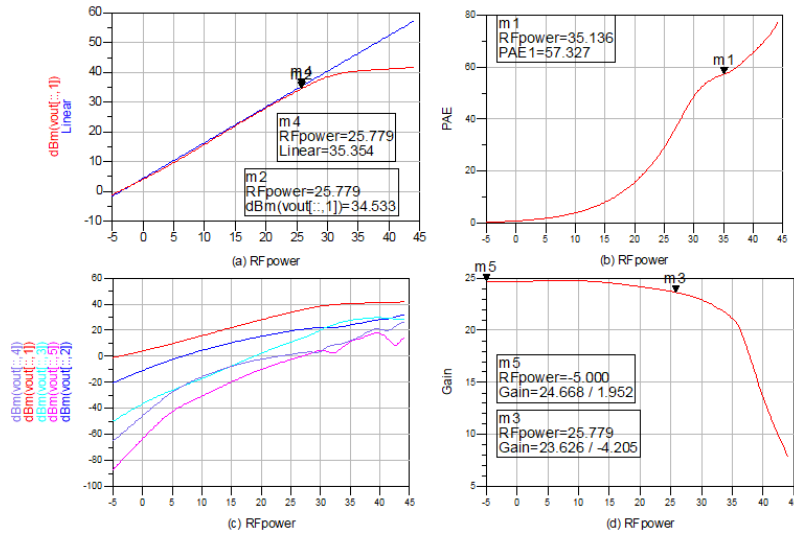 60
50
40
30
20
10
0
-10
dBm(vout[::,1])
Linear
m4
RFpower=25.779
Linear=35.354
m2
RFpower=25.779
dBm(vout[::,1])=34.533
-5 0 5 10 15 20 25 30 35 40 45
(a) RFpower
80
60
40
20
0
PAE
m1
RFpower=35.136
PAE1=57.327
m1
-5 0 5 10 15 20 25 30 35 40 45
(b) RFpower
60
40
20
0
-20
-40
-60
-80
-100
dBm(vout[::,4])
dBm(vout[::,1])
dBm(vout[::,3])
dBm(vout[::,5])
dBm(vout[::,2])
-5 0 5 10 15 20 25 30 35 40 45
(c) RFpower
25
20
15
10
5
Gain
m5
m3
m5
RFpower=-5.000
Gain=24.668 / 1.952
m3
RFpower=25.779
Gain=23.626 / -4.205
-5 0 5 10 15 20 25 30 35 40 45
(d) RFpower